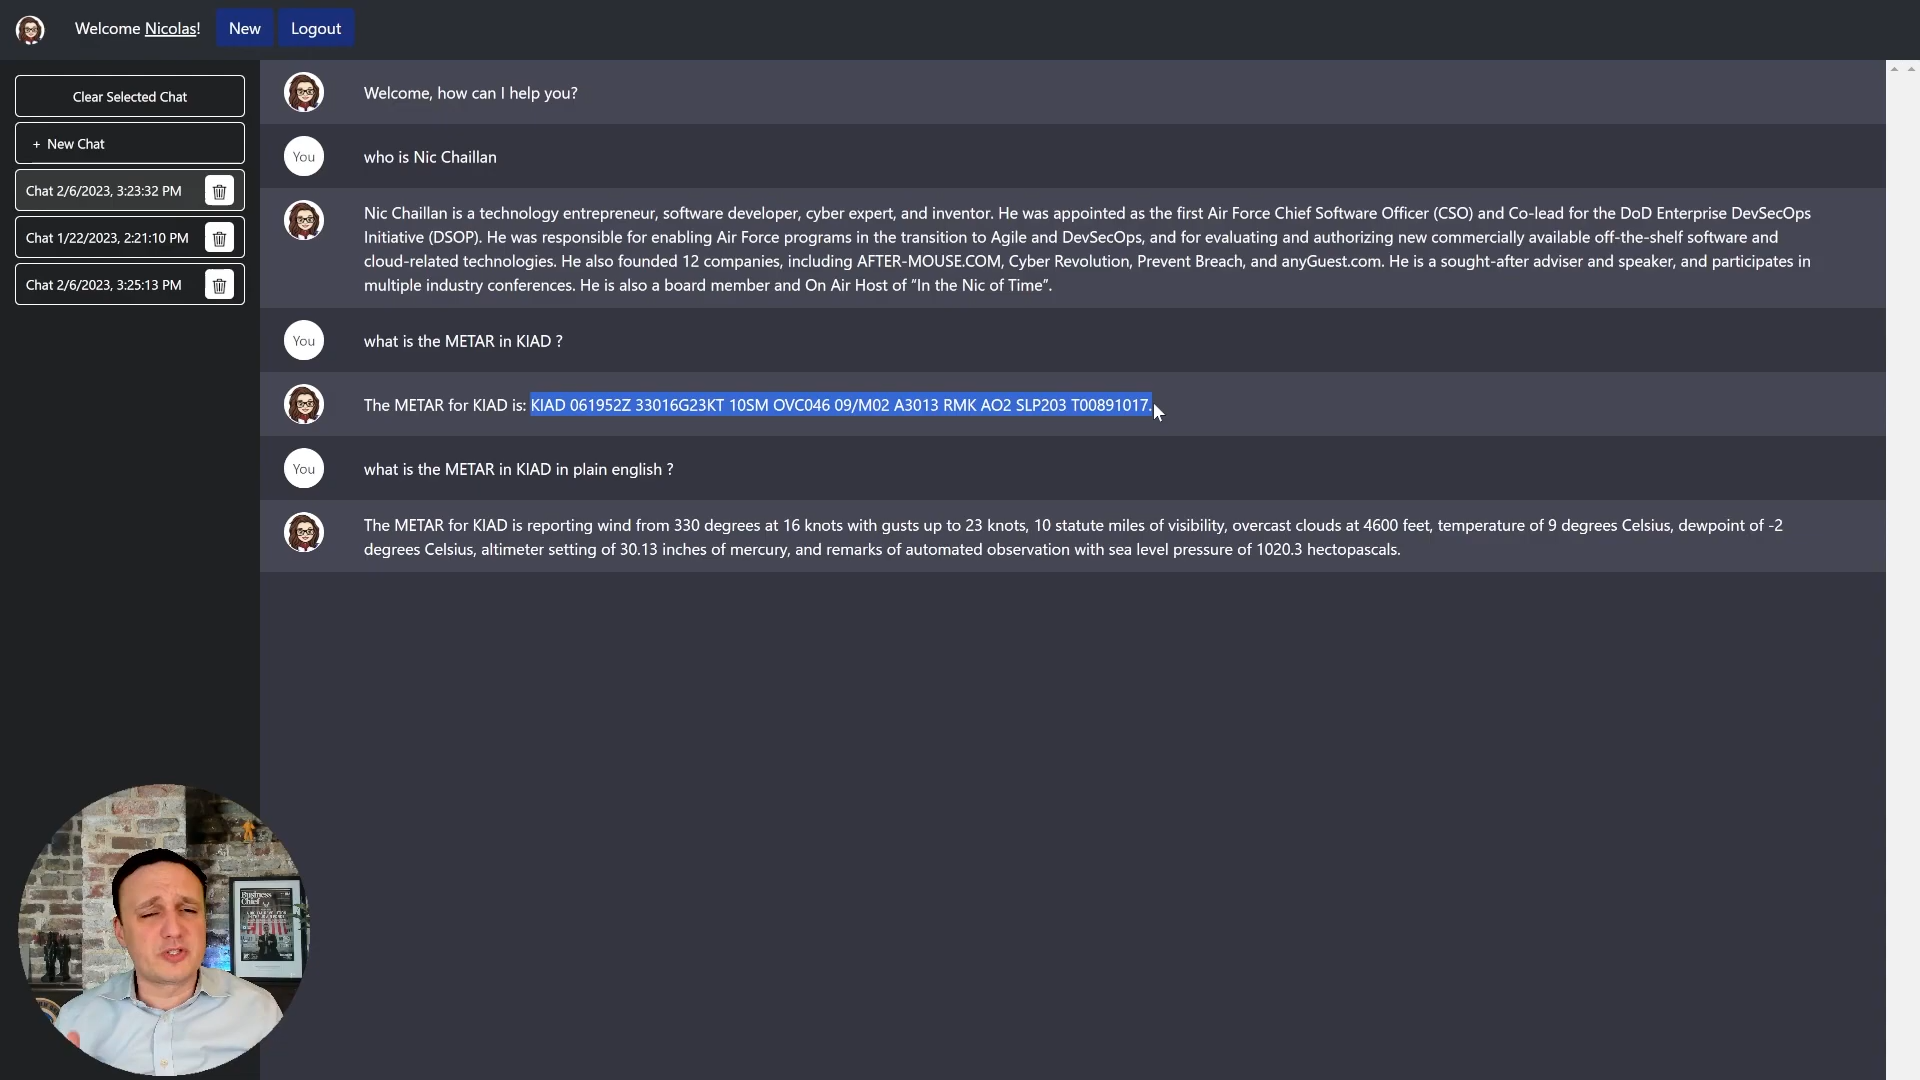 Welcome Nicolas!
New
Logout
Clear Selected Chat
+ New Chat
Chat 2/6/2023, 3:23:32 PM
Chat 1/22/2023, 2:21:10 PM
Chat 2/6/2023, 3:25:13 PM
Welcome, how can I help you?
You
who is Nic Chaillan
Nic Chaillan is a technology entrepreneur, software developer, cyber expert, and inventor. He was appointed as the first Air Force Chief Software Officer (CSO) and Co-lead for the DoD Enterprise DevSecOps
Initiative (DSOP). He was responsible for enabling Air Force programs in the transition to Agile and DevSecOps, and for evaluating and authorizing new commercially available off-the-shelf software and
cloud-related technologies. He also founded 12 companies, including AFTER-MOUSE.COM, Cyber Revolution, Prevent Breach, and anyGuest.com. He is a sought-after adviser and speaker, and participates in
multiple industry conferences. He is also a board member and On Air Host of “In the Nic of Time”.
You
what is the METAR in KIAD ?
The METAR for KIAD is: KIAD 061952Z 33016G23KT 10SM OVC046 09/M02 A3013 RMK AO2 SLP203 T00891017.
You
what is the METAR in KIAD in plain english ?
The METAR for KIAD is reporting wind from 330 degrees at 16 knots with gusts up to 23 knots, 10 statute miles of visibility, overcast clouds at 4600 feet, temperature of 9 degrees Celsius, dewpoint of -2
degrees Celsius, altimeter setting of 30.13 inches of mercury, and remarks of automated observation with sea level pressure of 1020.3 hectopascals.
Business
Chief